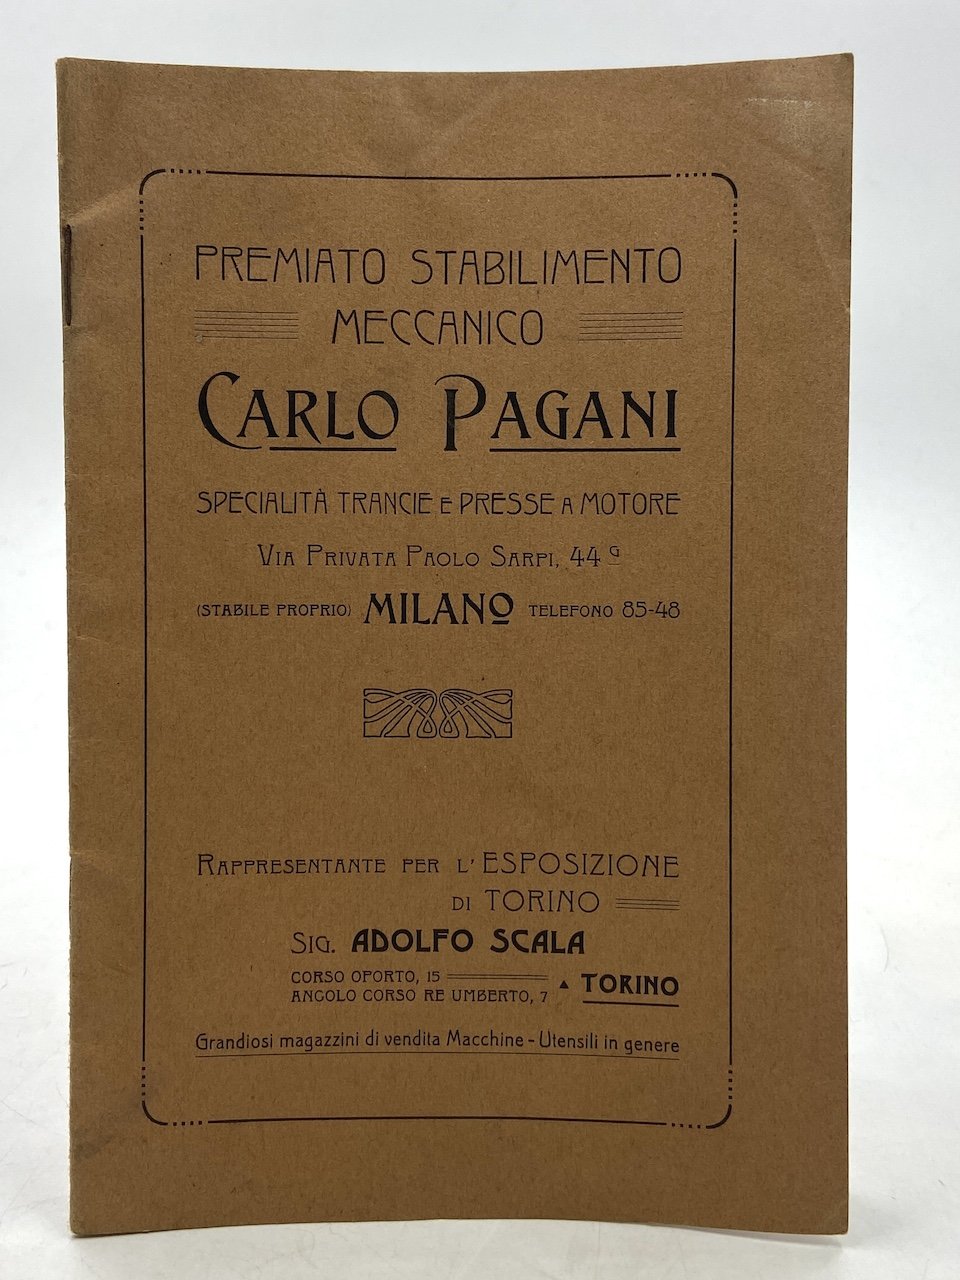 PREMIATO STABILIMENTO
MECCANICO
CARLO PAGANI
SPECIALITÀ TRANCIE E PRESSE A MOTORE
VIA PRIVATA PAOLO SARPI, 44 G
(STABILE PROPRIO) MILANO TELEFONO 85-48
RAPPRESENTANTE PER L'ESPOSIZIONE
DI TORINO
SIG. ADOLFO SCALA
CORSO OPORTO, 15
ANGOLO CORSO RE UMBERTO, 7 ▲ TORINO
Grandiosi magazzini di vendita Macchine - Utensili in genere